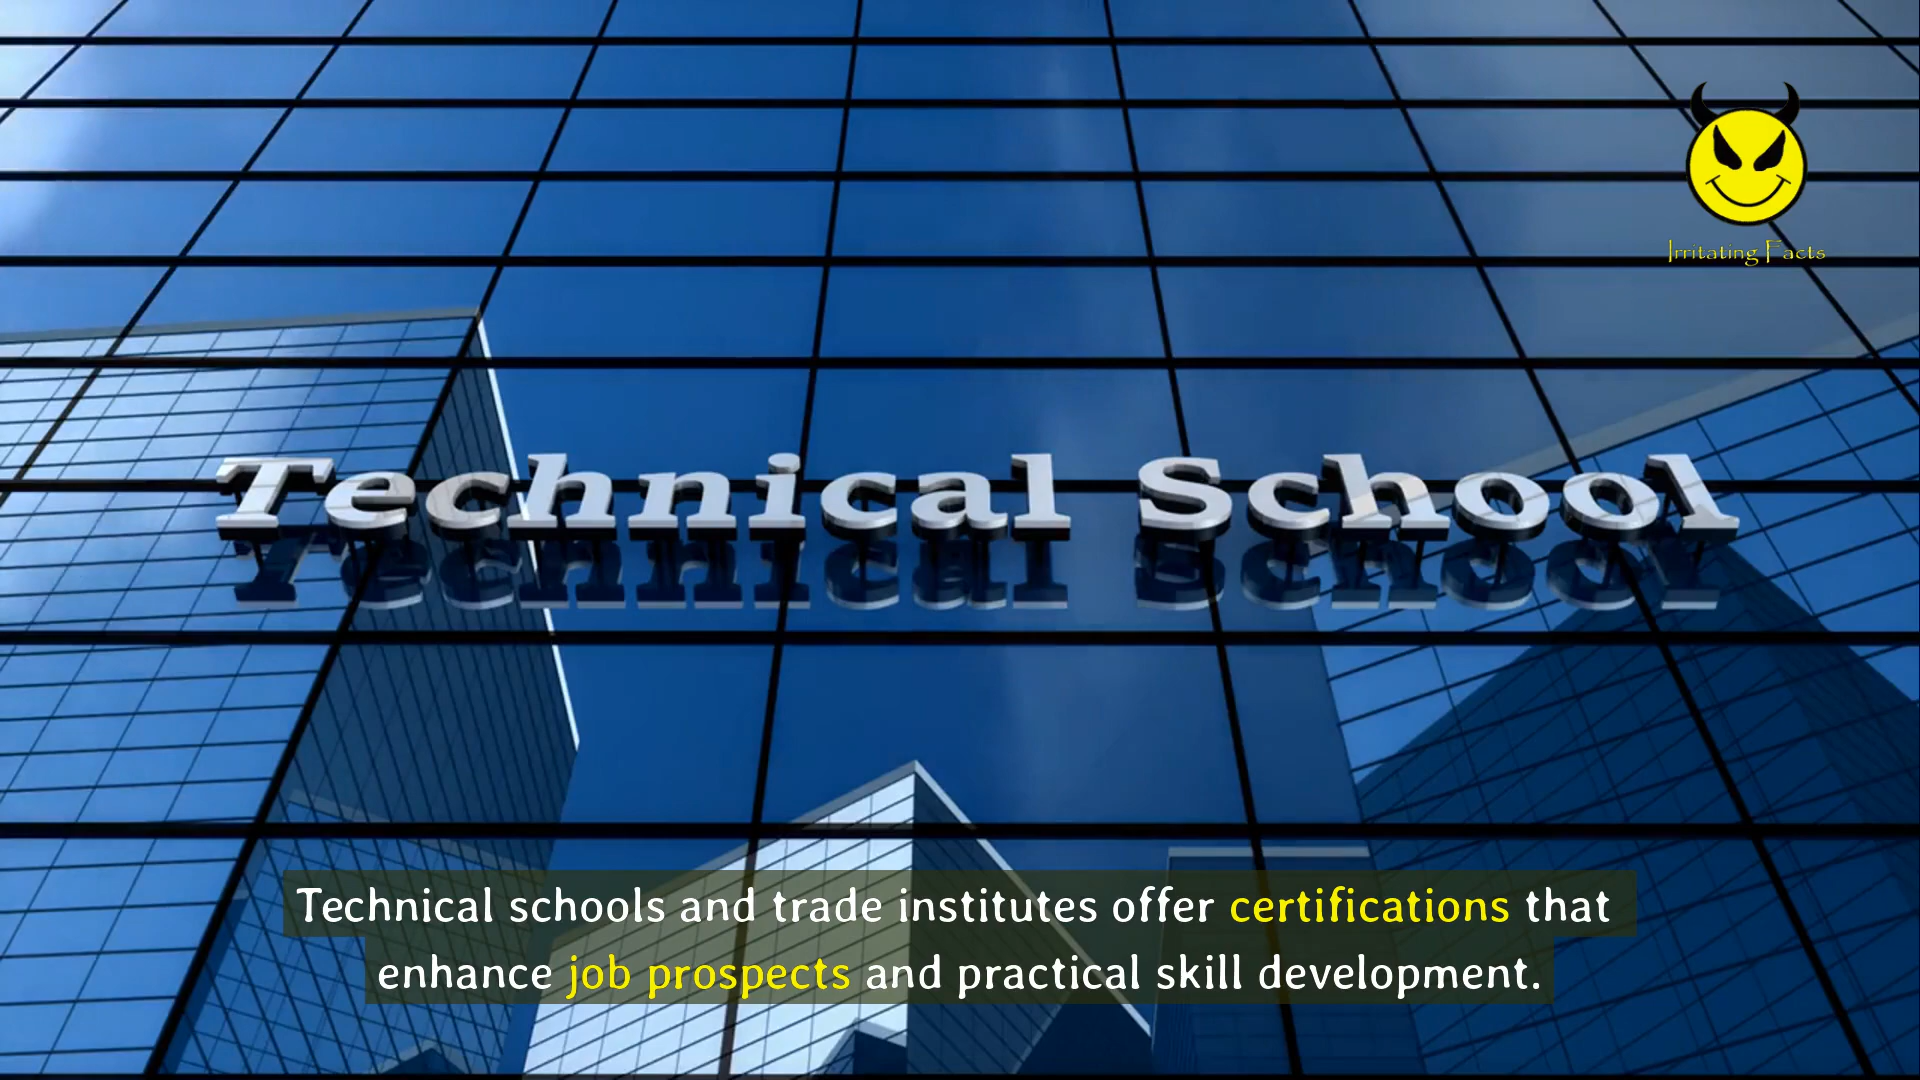 Irritating Facts
Technical School
Technical schools and trade institutes offer certifications that
enhance job prospects and practical skill development.